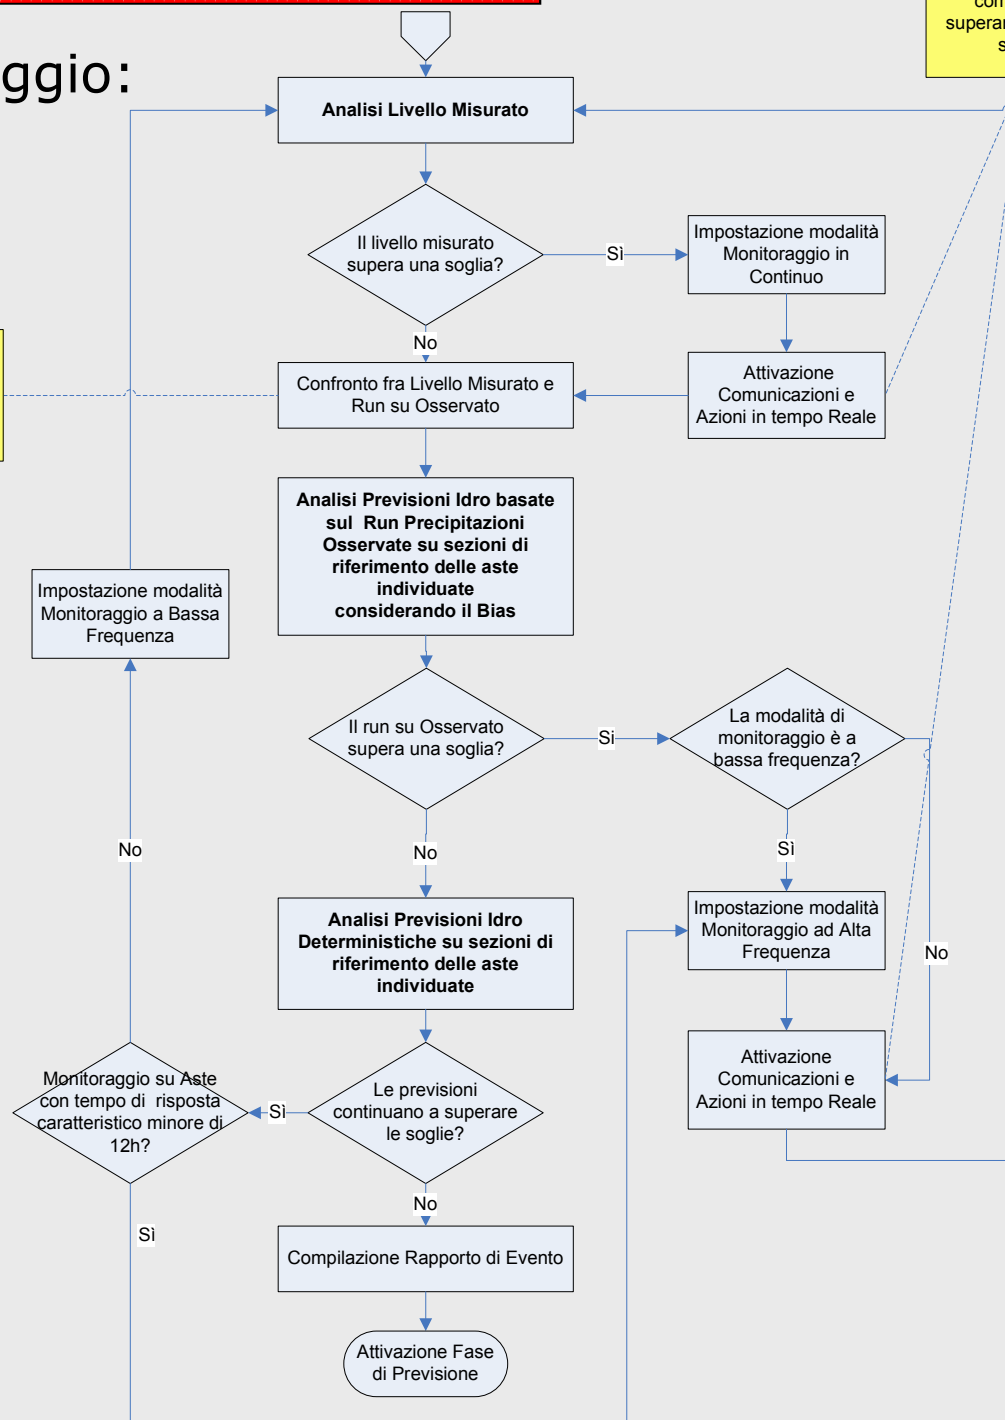 com
superan
s
ggio:
Analisi Livello Misurato
Il livello misurato
supera una soglia?
Sì
Impostazione modalità
Monitoraggio in
Continuo
No
Confronto fra Livello Misurato e
Run su Osservato
Attivazione
Comunicazioni e
Azioni in tempo Reale
Analisi Previsioni Idro basate
sul Run Precipitazioni
Osservate su sezioni di
riferimento delle aste
individuate
considerando il Bias
Impostazione modalità
Monitoraggio a Bassa
Frequenza
Il run su Osservato
supera una soglia?
Si
La modalità di
monitoraggio è a
bassa frequenza?
No
No
Sì
Analisi Previsioni Idro
Deterministiche su sezioni di
riferimento delle aste
individuate
Impostazione modalità
Monitoraggio ad Alta
Frequenza
No
Attivazione
Comunicazioni e
Azioni in tempo Reale
Monitoraggio su Aste
con tempo di risposta
caratteristico minore di
12h?
Sì
Le previsioni
continuano a superare
le soglie?
No
Sì
Compilazione Rapporto di Evento
Attivazione Fase
di Previsione